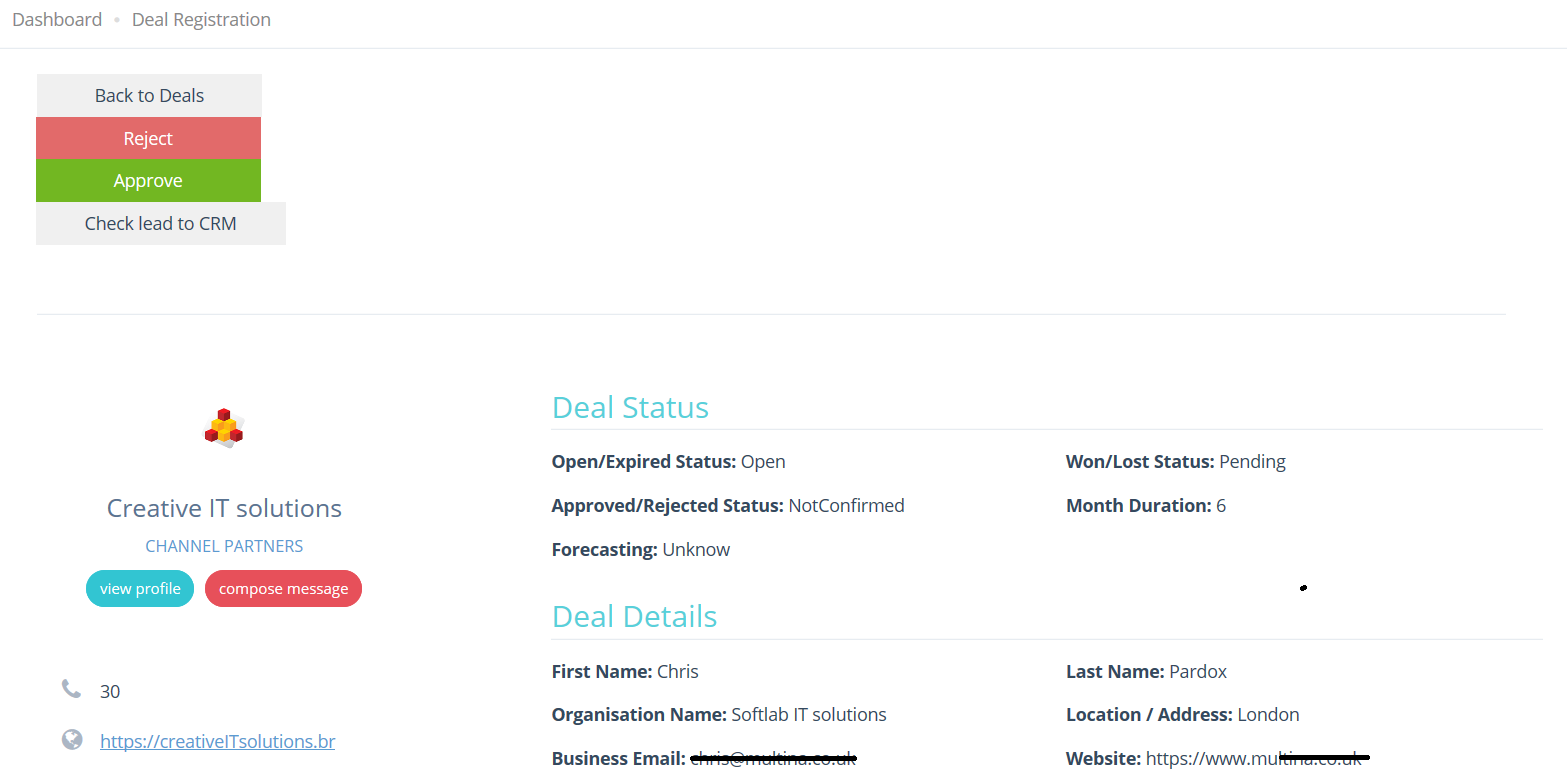 Dashboard • Deal Registration
Back to Deals
Reject
Approve
Check lead to CRM
Creative IT solutions
CHANNEL PARTNERS
view profile compose message
30
https://creativeITsolutions.br
Deal Status
Open/Expired Status: Open Won/Lost Status: Pending
Approved/Rejected Status: NotConfirmed Month Duration: 6
Forecasting: Unknow
Deal Details
First Name: Chris Last Name: Pardox
Organisation Name: Softlab IT solutions Location / Address: London
Business Email: Website: https://www.mul